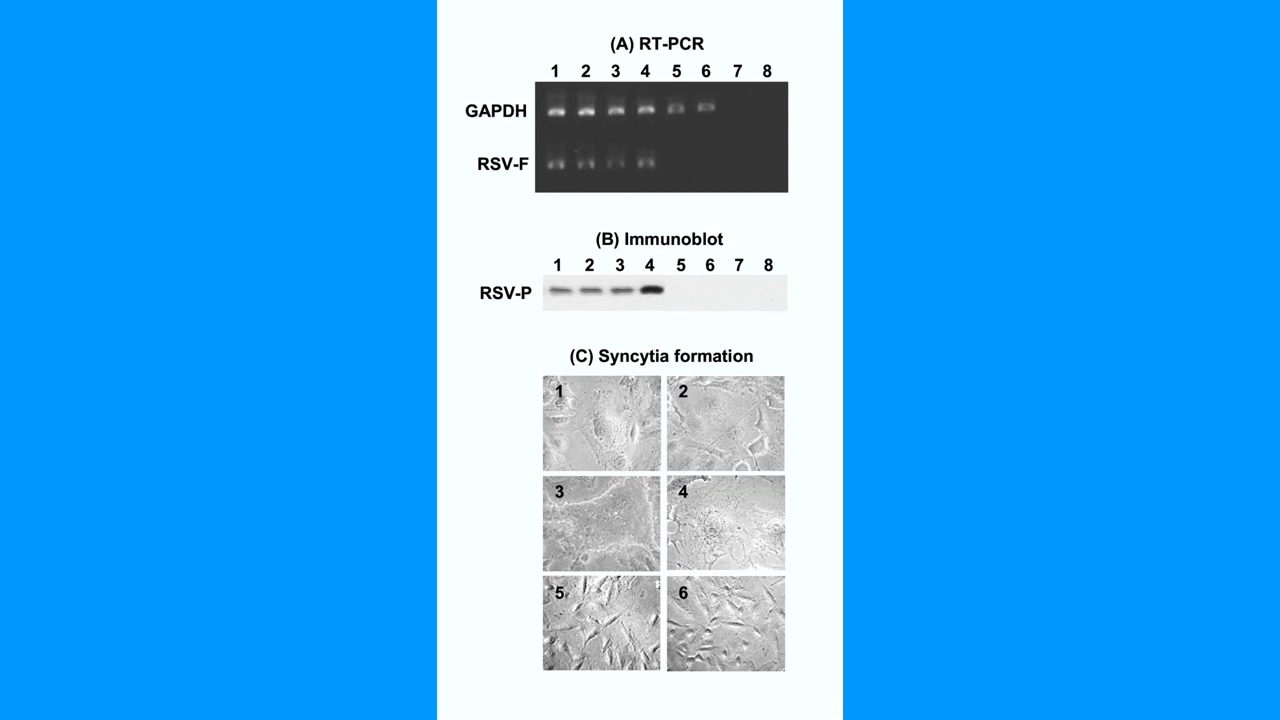 (A) RT-PCR
1 2 3 4 5 6 7 8
GAPDH
RSV-F
(B) Immunoblot
1 2 3 4 5 6 7 8
RSV-P
(C) Syncytia formation
1 2
3 4
5 6